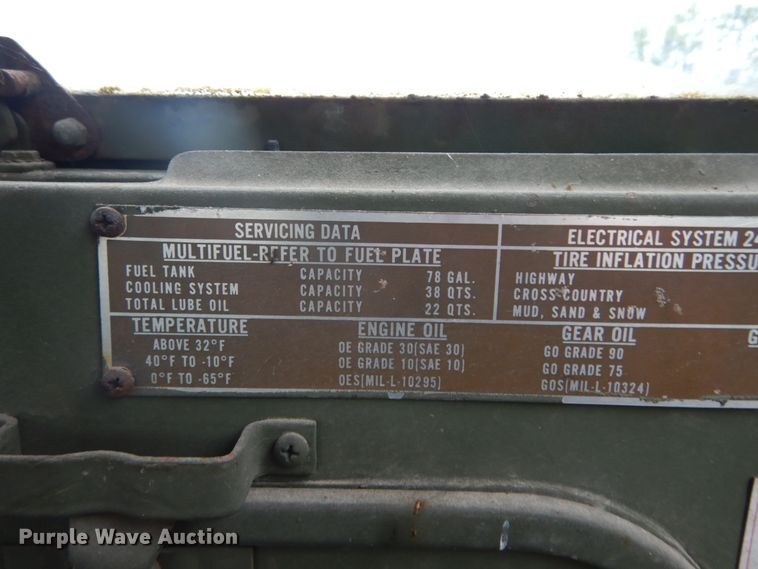 SERVICING DATA
MULTIFUEL-REFER TO FUEL PLATE
FUEL TANK CAPACITY 78 GAL.
COOLING SYSTEM CAPACITY 38 QTS.
TOTAL LUBE OIL CAPACITY 22 QTS.
ELECTRICAL SYSTEM 24
TIRE INFLATION PRESSU
HIGHWAY
CROSS COUNTRY
MUD, SAND & SNOW
TEMPERATURE ENGINE OIL GEAR OIL G
ABOVE 32°F OE GRADE 30(SAE 30) GO GRADE 90
40°F TO -10°F OE GRADE 10(SAE 10) GO GRADE 75
0°F TO -65°F OES(MIL-L-10295) GOS(MIL-L-10324)
Purple Wave Auction